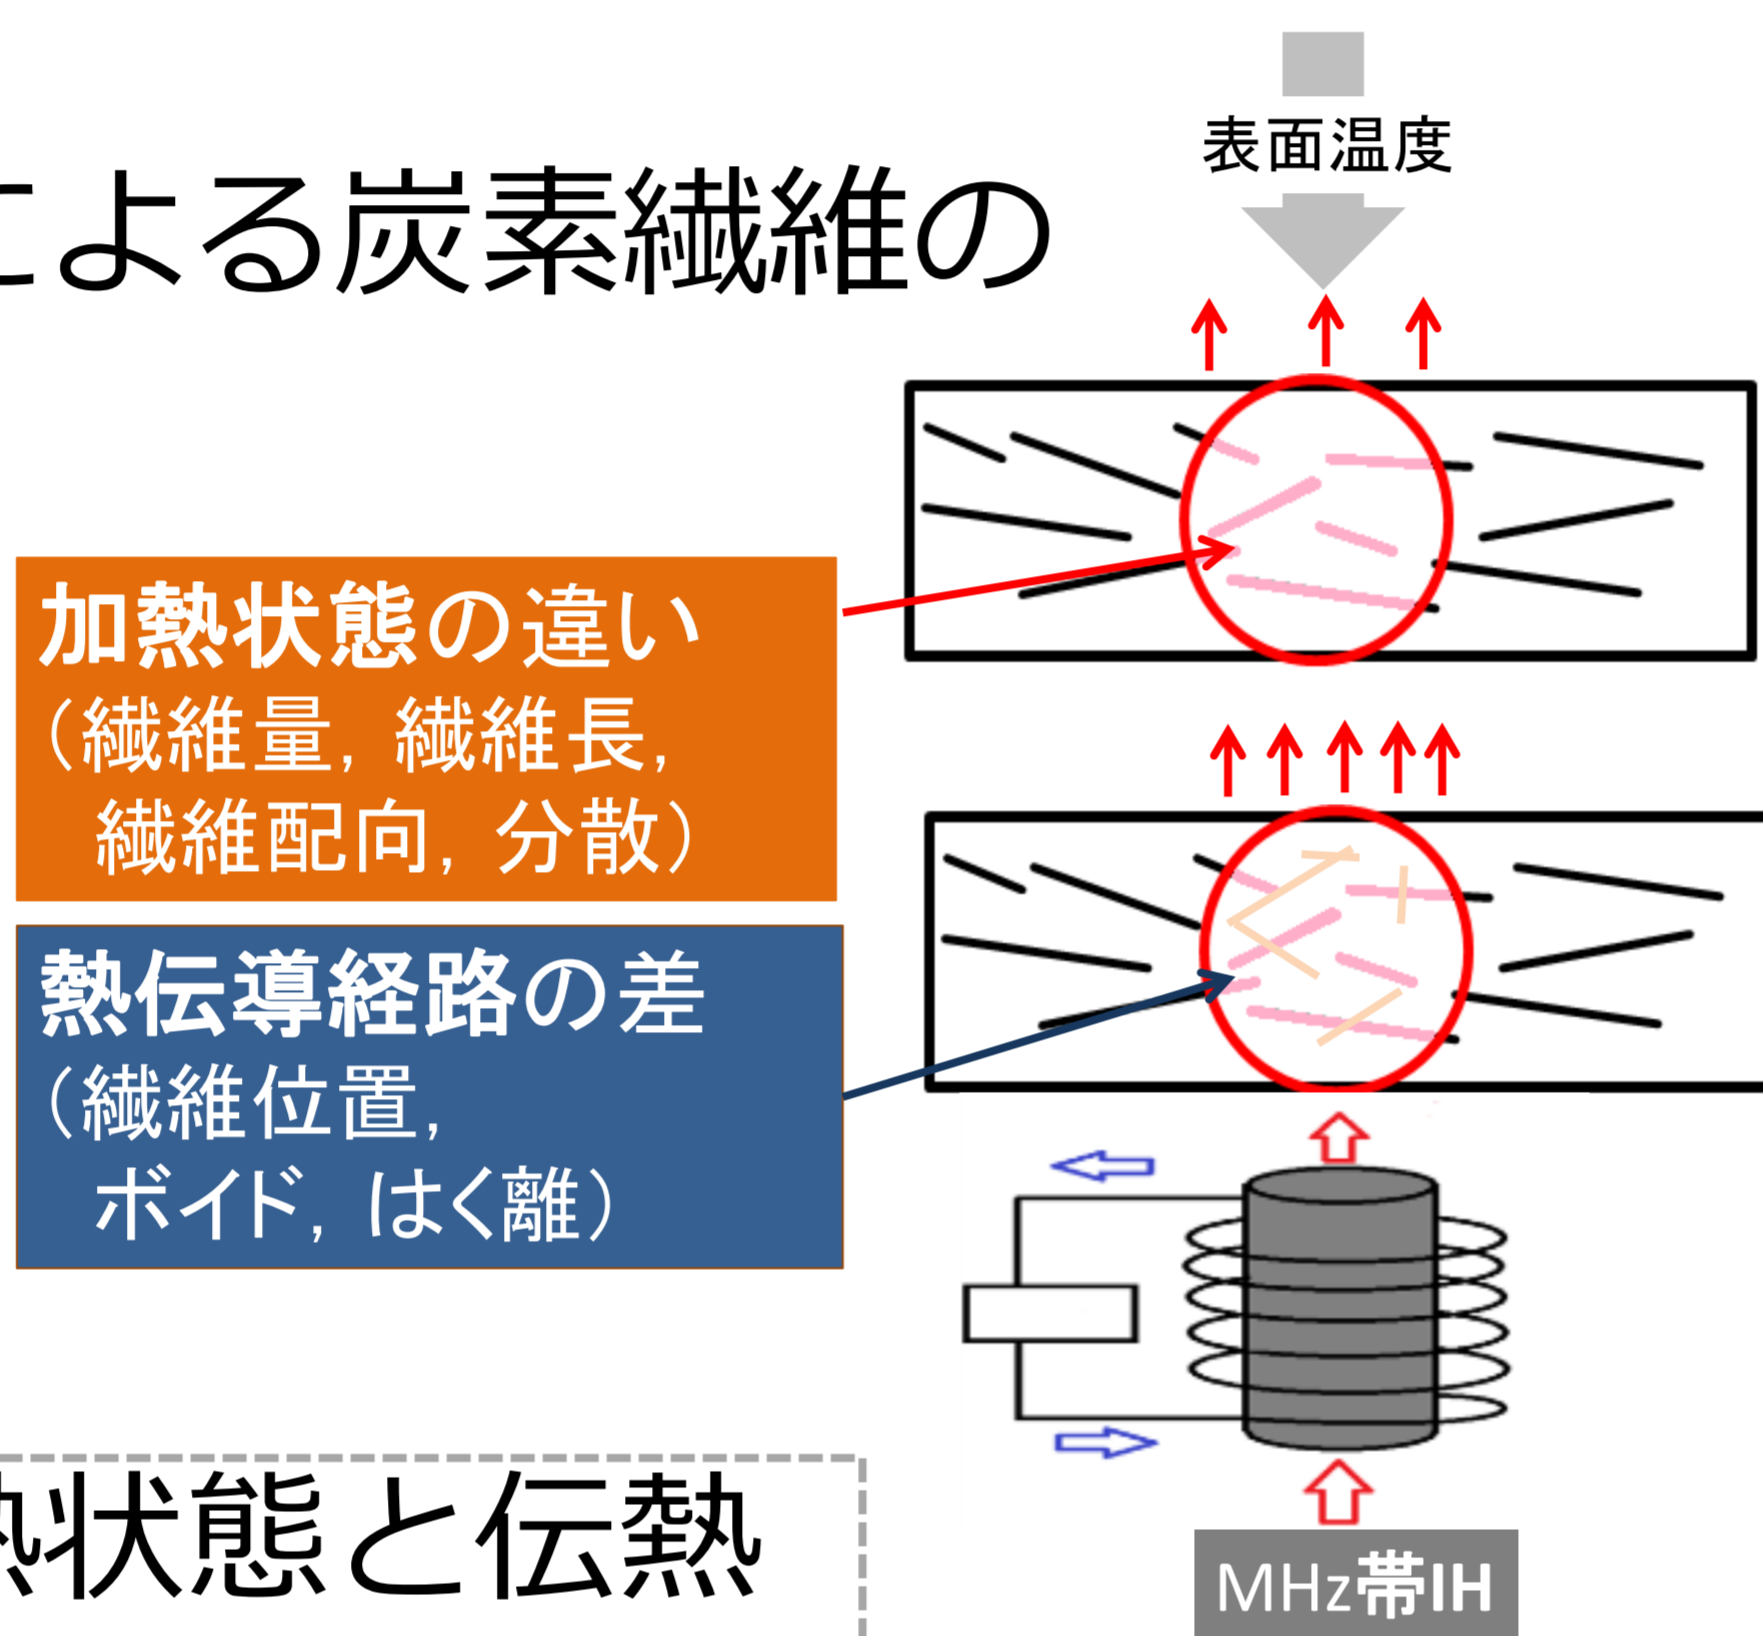 表面温度
による炭素繊維の
加熱状態の違い
（繊維量，繊維長，
繊維配向，分散）
熱伝導経路の差
（繊維位置，
ボイド，はく離）
熱状態と伝熱
MHz帯IH